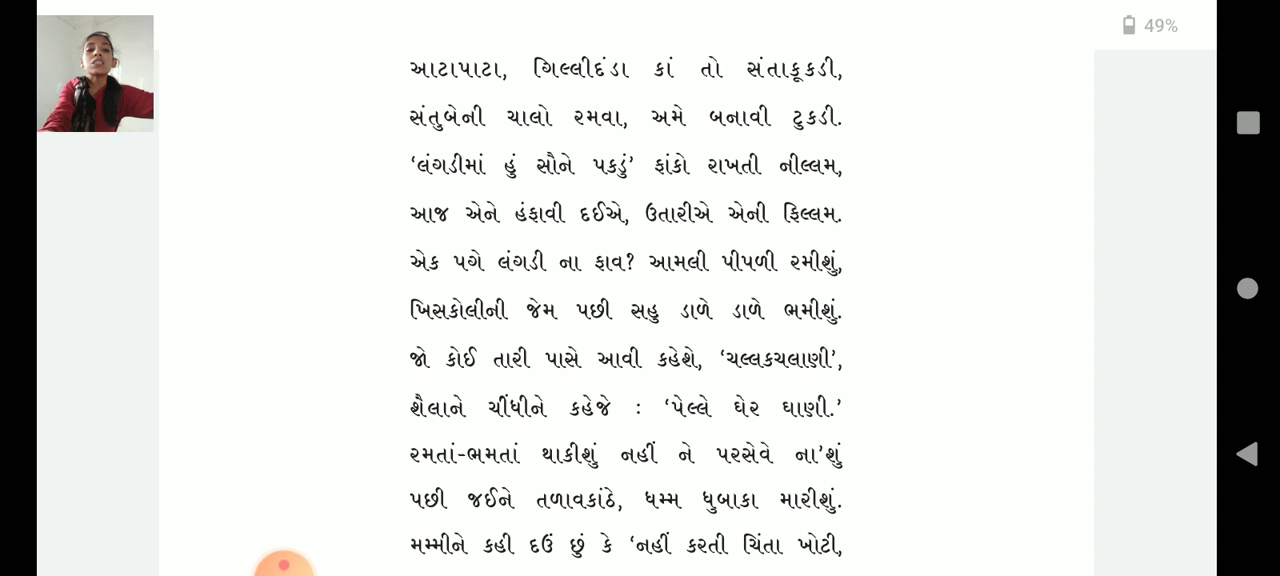 49%
આટાપાટા, ગિલ્લીદંડા કાં તો સંતાકૂકડી,
સંતુબેની ચાલો રમવા, અમે બનાવી ટુકડી.
‘લંગડીમાં હું સૌને પકડું’ ફાંકો રાખતી નીલ્લમ,
આજ એને હંફાવી દઈએ, ઉતારીએ એની ફિલ્લમ.
એક પગે લંગડી ના ફાવ? આમલી પીપળી રમીશું,
ખિસકોલીની જેમ પછી સહુ ડાળે ડાળે ભમીશું.
જો કોઈ તારી પાસે આવી કહેશે, ‘ચલ્લકચલાણી’,
શૈલાને ચીંધીને કહેજે : ‘પેલ્લે ઘેર ઘાણી.’
રમતાં-ભમતાં થાકીશું નહીં ને પરસેવે ના’શું
પછી જઈને તળાવકાંઠે, ધમ્મ ધુબાકા મારીશું.
મમ્મીને કહી દઉં છું કે ‘નહીં કરતી ચિંતા ખોટી,